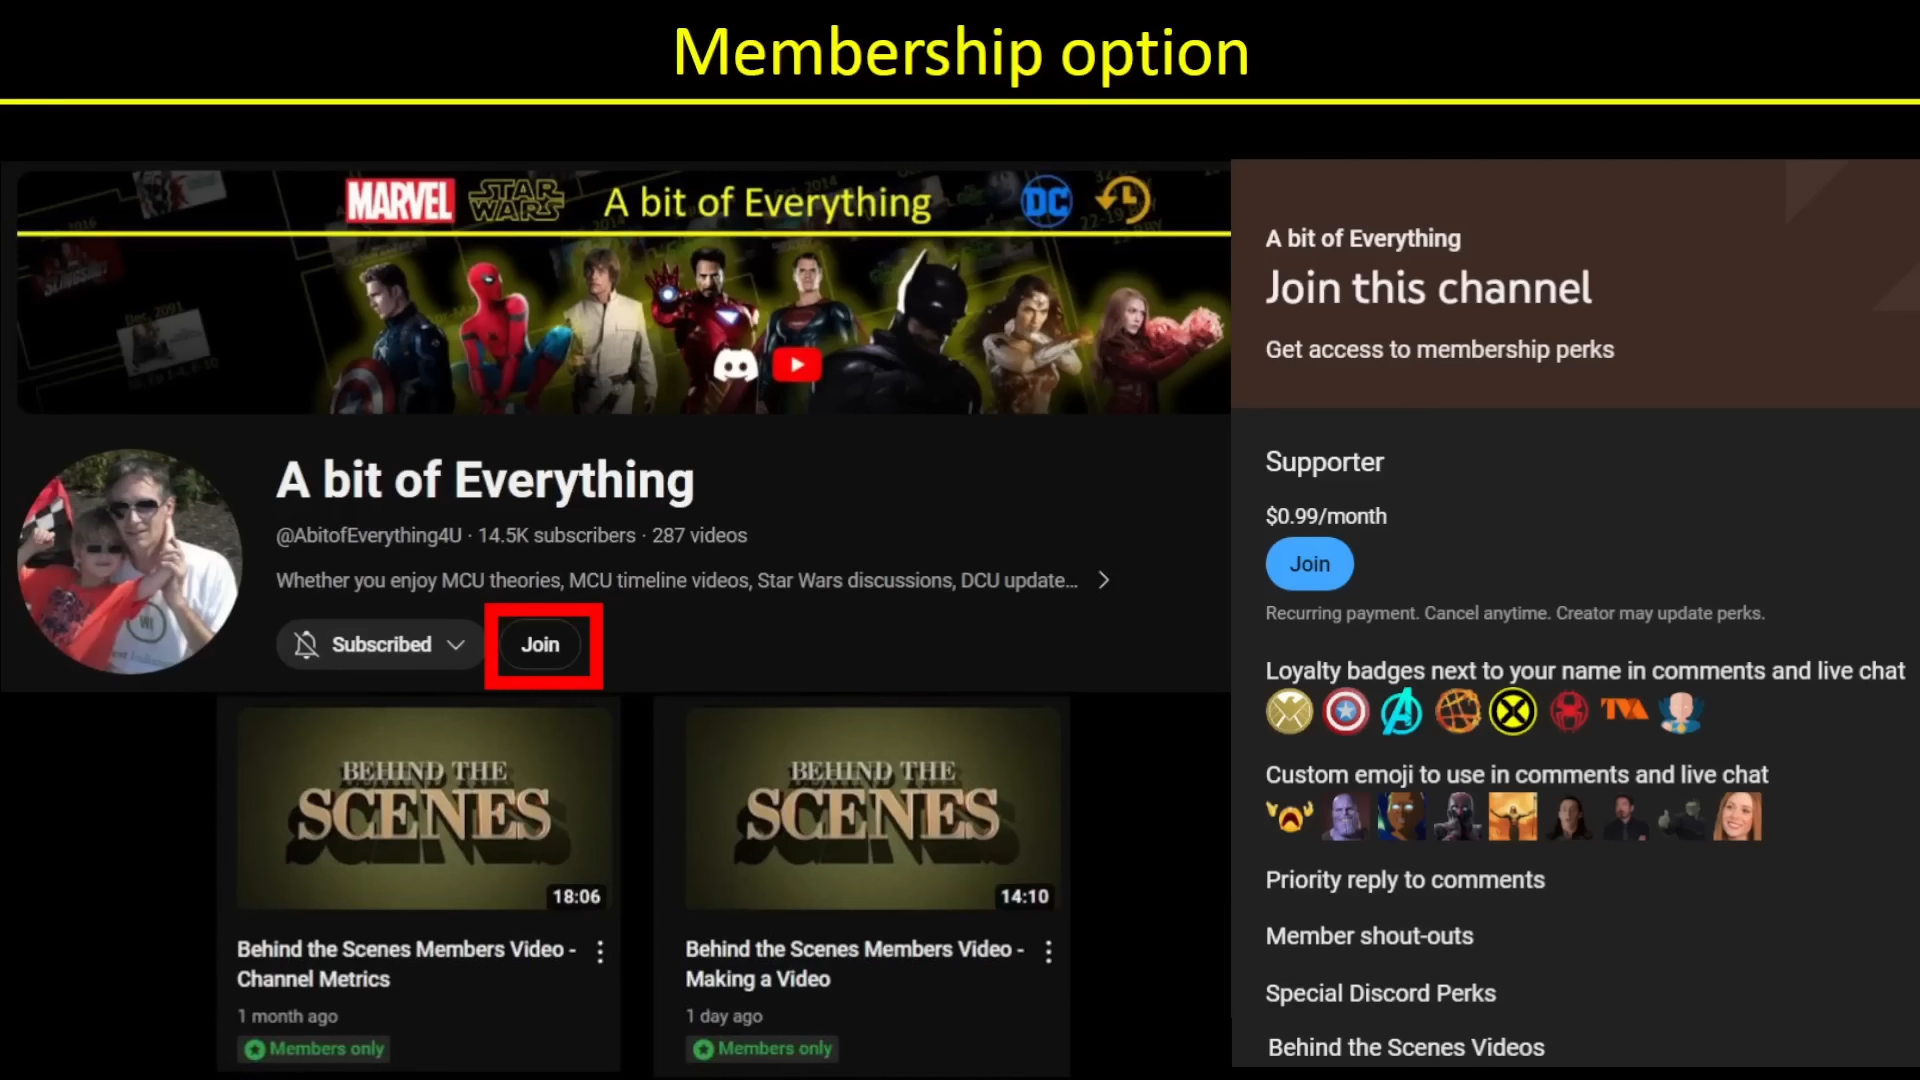 Membership option
MARVEL
STAR
WARS
A bit of Everything
DC
A bit of Everything
@AbitofEverything4U · 14.5K subscribers · 287 videos
Whether you enjoy MCU theories, MCU timeline videos, Star Wars discussions, DCU update...
Subscribed
Join
BEHIND THE
SCENES
18:06
Behind the Scenes Members Video -
Channel Metrics
1 month ago
Members only
BEHIND THE
SCENES
14:10
Behind the Scenes Members Video -
Making a Video
1 day ago
Members only
A bit of Everything
Join this channel
Get access to membership perks
Supporter
$0.99/month
Join
Recurring payment. Cancel anytime. Creator may update perks.
Loyalty badges next to your name in comments and live chat
TVA
Custom emoji to use in comments and live chat
Priority reply to comments
Member shout-outs
Special Discord Perks
Behind the Scenes Videos